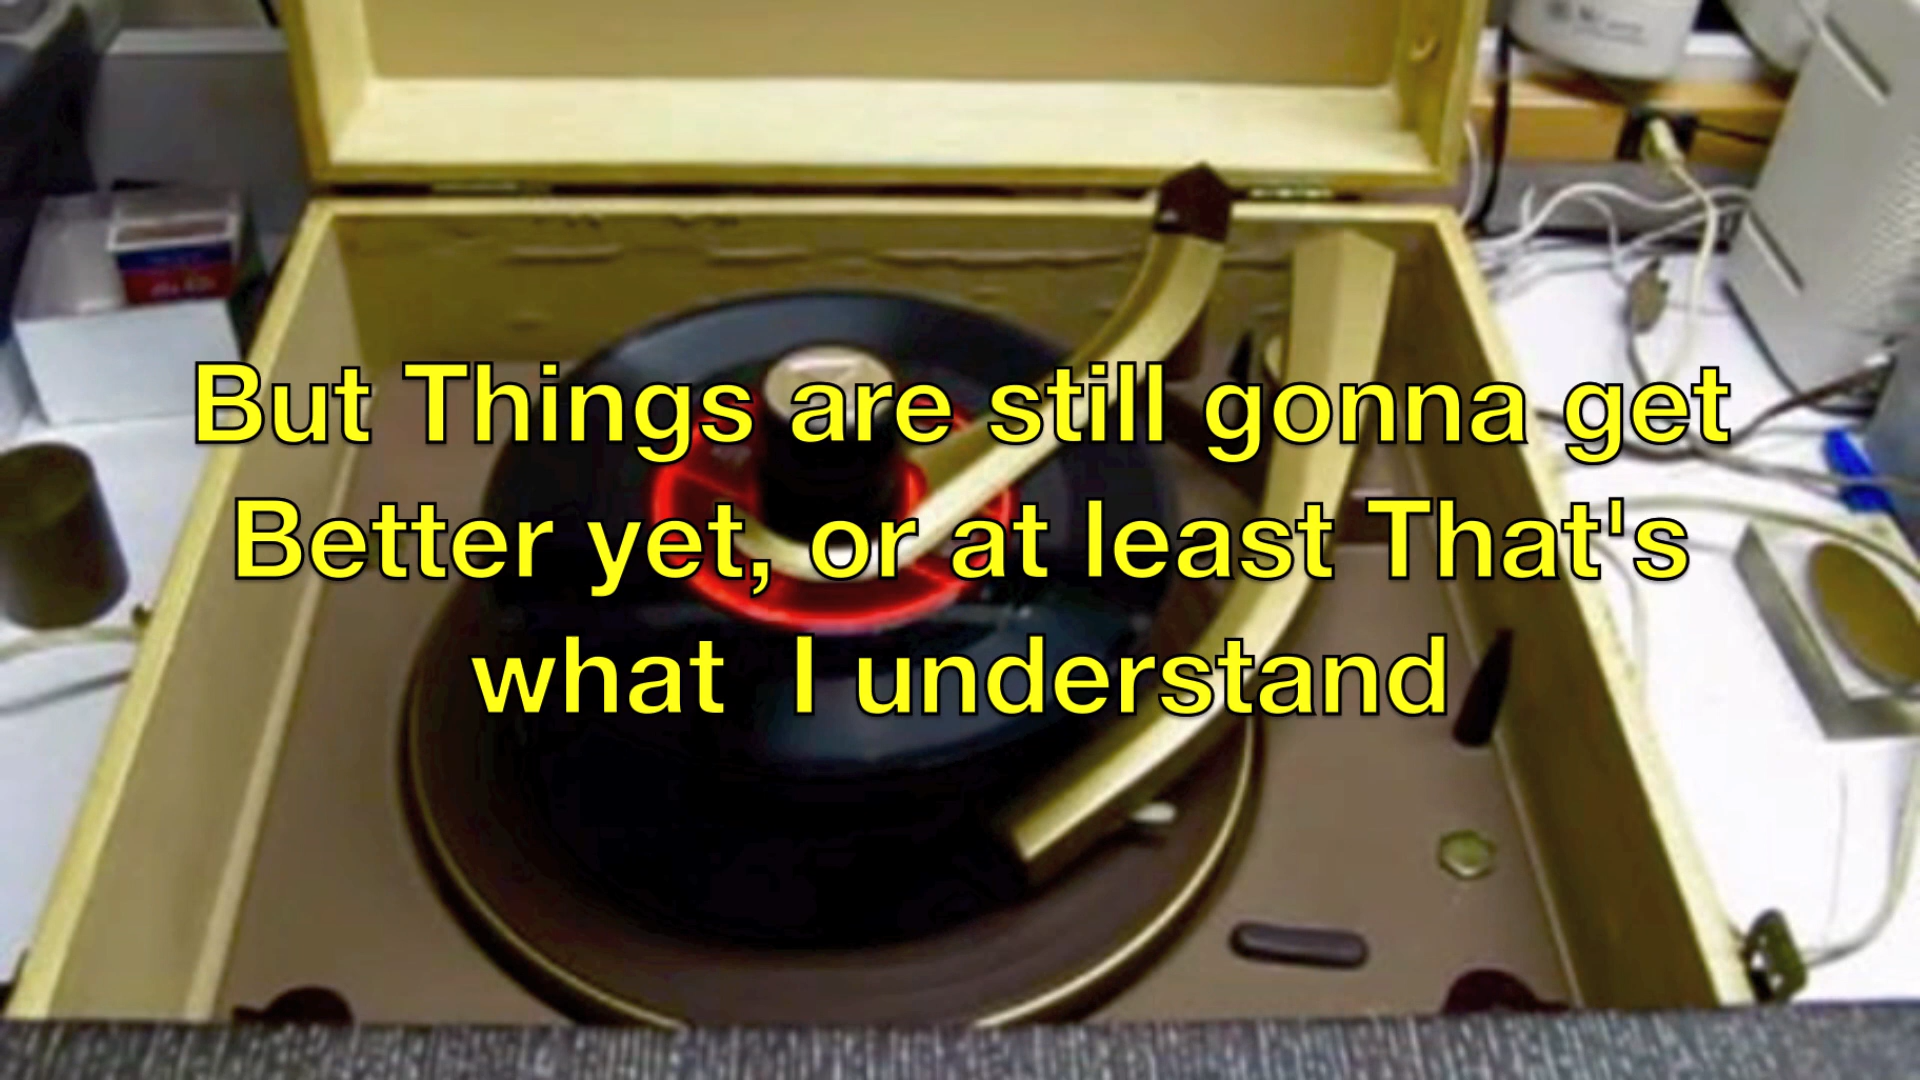 But Things are still gonna get
Better yet, or at least That's
what  I understand